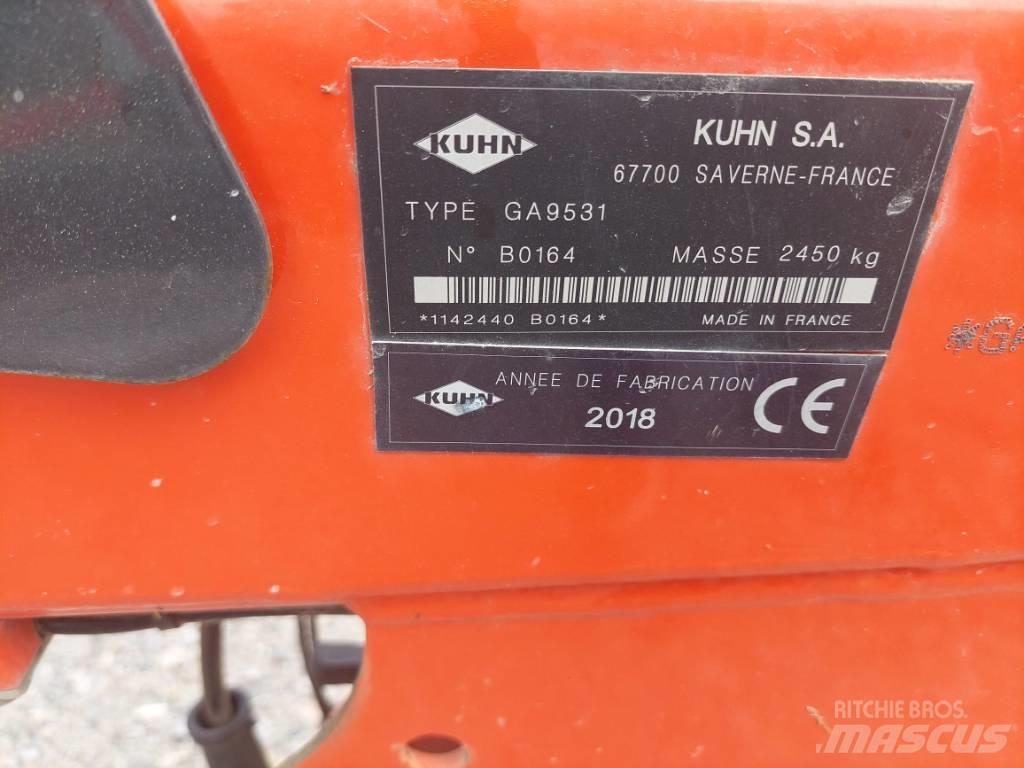 KUHN
KUHN S.A.
67700 SAVERNE-FRANCE
TYPE GA9531
N° B0164 MASSE 2450 kg
*1142440 B0164* MADE IN FRANCE
KUHN
ANNEE DE FABRICATION
2018
CE
RITCHIE BROS.
MASCUS